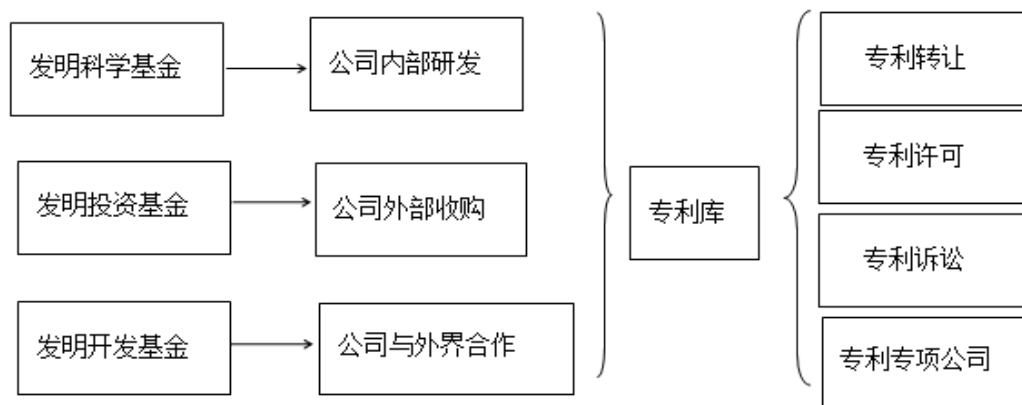 发明科学基金
公司内部研发
发明投资基金
公司外部收购
发明开发基金
公司与外界合作
专利库
专利转让
专利许可
专利诉讼
专利专项公司